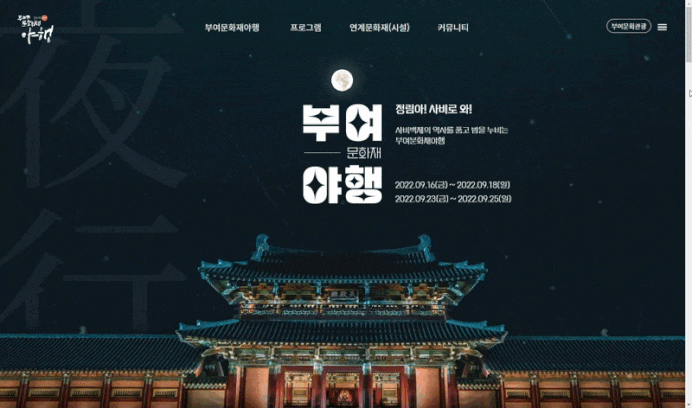 야행
부여문화재야행
프로그램
연계문화재(시설)
커뮤니티
부여문화관광
부여
문화재
야행
정림아! 사비로 와!
사비백제의 역사를 품고 밤을 누비는
부여문화재야행
2022.09.16(금) ~ 2022.09.18(일)
2022.09.23(금) ~ 2022.09.25(일)
夜
行